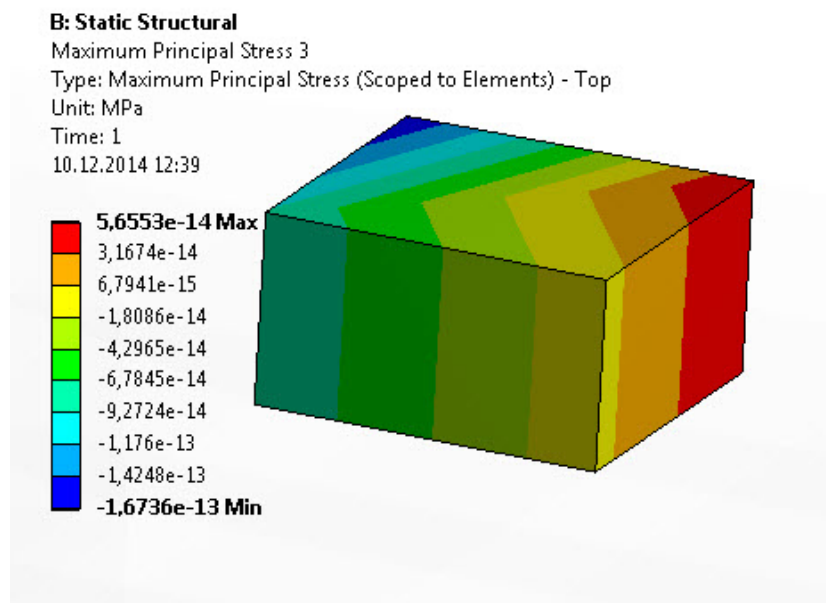 B: Static Structural
Maximum Principal Stress 3
Type: Maximum Principal Stress (Scoped to Elements) - Top
Unit: MPa
Time: 1
10.12.2014 12:39
5,6553e-14 Max
3,1674e-14
6,7941e-15
-1,8086e-14
-4,2965e-14
-6,7845e-14
-9,2724e-14
-1,176e-13
-1,4248e-13
-1,6736e-13 Min